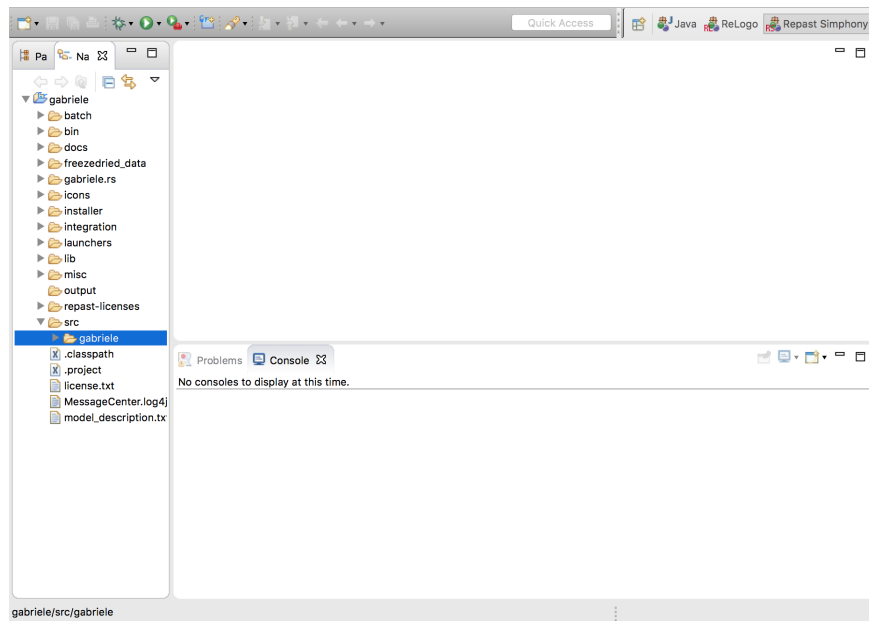 Quick Access
Java
ReLogo
Repast Simphony
Pa
Na
gabriele
batch
bin
docs
freezedried_data
gabriele.rs
icons
installer
integration
launchers
lib
misc
output
repast-licenses
src
gabriele
.classpath
.project
license.txt
MessageCenter.log4j
model_description.tx
Problems
Console
No consoles to display at this time.
gabriele/src/gabriele